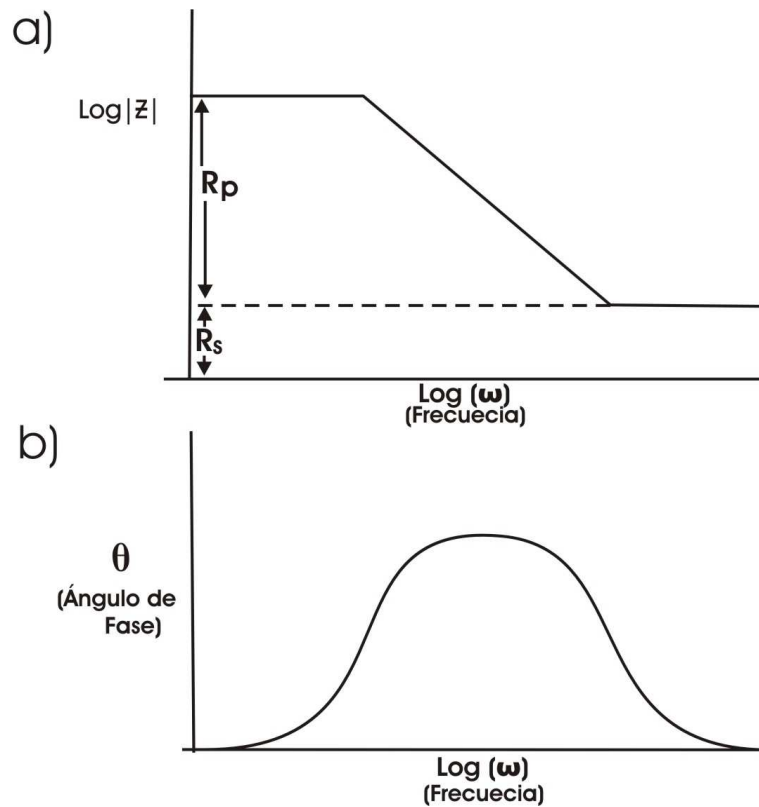 a)
Log|Z|
Rp
Rs
Log (ω)
(Frecuecia)
b)
θ
(Ángulo de
Fase)
Log (ω)
(Frecuecia)